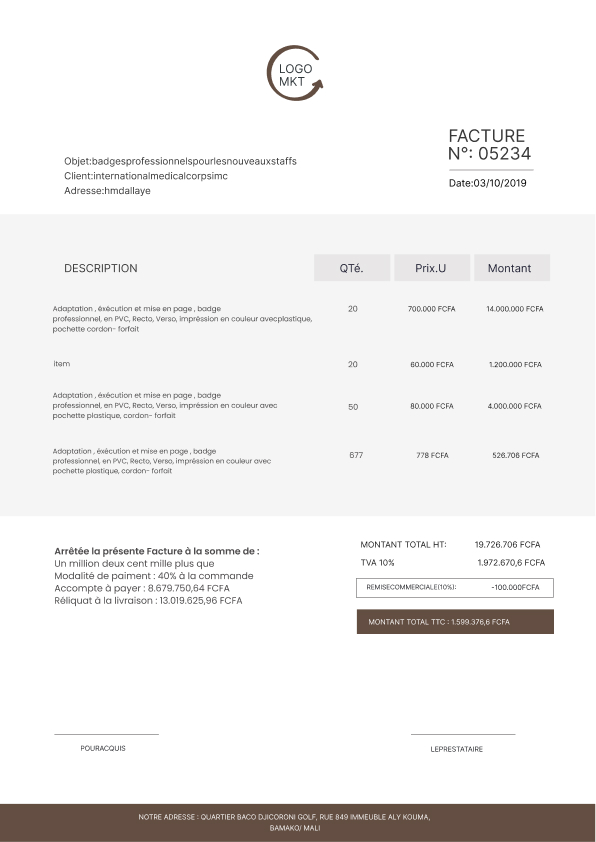 LOGO
MKT
FACTURE
N°: 05234
Objet:badgesprofessionnelspourlesnouveauxstaffs
Client:internationalmedicalcorpsimc
Adresse:hmdallaye
Date:03/10/2019
DESCRIPTION QTé. Prix.U Montant
Adaptation , éxécution et mise en page , badge
professionnel, en PVC, Recto, Verso, impréssion en couleur avecplastique,
pochette cordon- forfait
20 700.000 FCFA 14.000.000 FCFA
item 20 60.000 FCFA 1.200.000 FCFA
Adaptation , éxécution et mise en page , badge
professionnel, en PVC, Recto, Verso, impréssion en couleur avec
pochette plastique, cordon- forfait
50 80.000 FCFA 4.000.000 FCFA
Adaptation , éxécution et mise en page , badge
professionnel, en PVC, Recto, Verso, impréssion en couleur avec
pochette plastique, cordon- forfait
677 778 FCFA 526.706 FCFA
Arrêtée la présente Facture à la somme de :
Un million deux cent mille plus que
Modalité de paiment : 40% à la commande
Accompte à payer : 8.679.750,64 FCFA
Réliquat à la livraison : 13.019.625,96 FCFA
MONTANT TOTAL HT: 19.726.706 FCFA
TVA 10% 1.972.670,6 FCFA
REMISECOMMERCIALE(10%): -100.000FCFA
MONTANT TOTAL TTC : 1.599.376,6 FCFA
POURACQUIS LEPRESTATAIRE
NOTRE ADRESSE : QUARTIER BACO DJICORONI GOLF, RUE 849 IMMEUBLE ALY KOUMA,
BAMAKO/ MALI